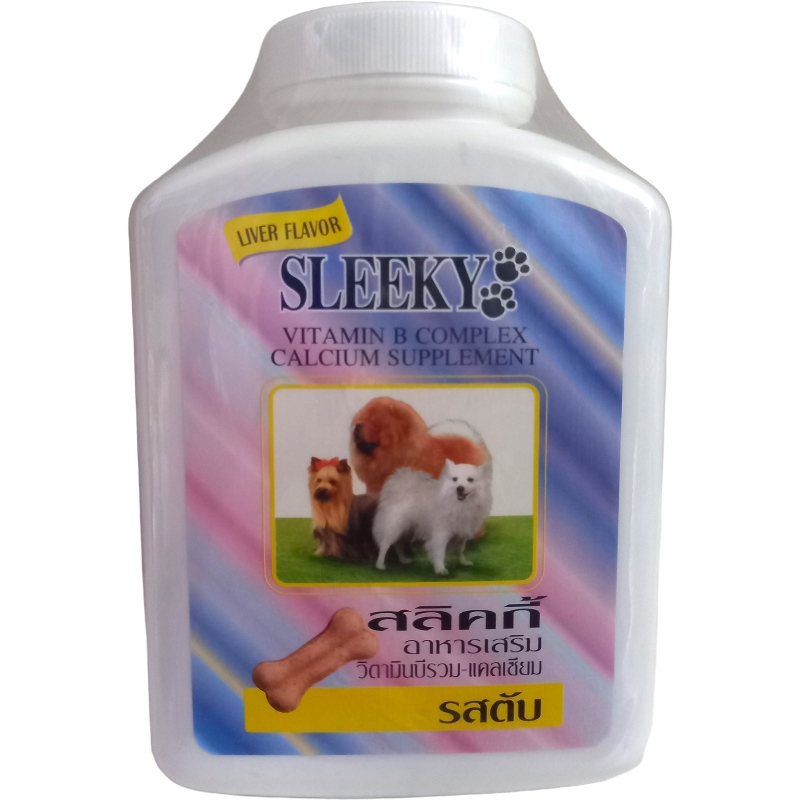 LIVER FLAVOR
SLEEKY
VITAMIN B COMPLEX
CALCIUM SUPPLEMENT
สลิคกี้
อาหารเสริม
วิตามินบีรวม-แคลเซียม
รสตับ